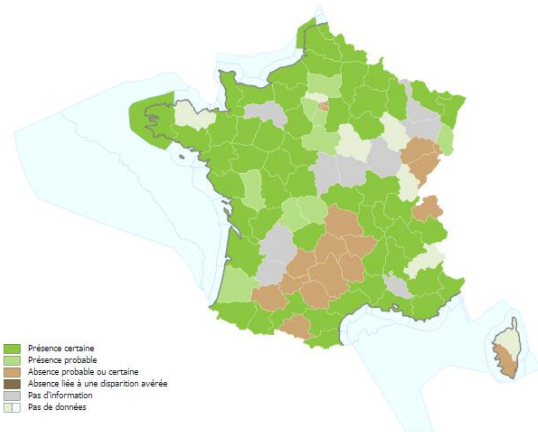 Présence certaine
Présence probable
Absence probable ou certaine
Absence liée à une disparition avérée
Pas d'information
Pas de données